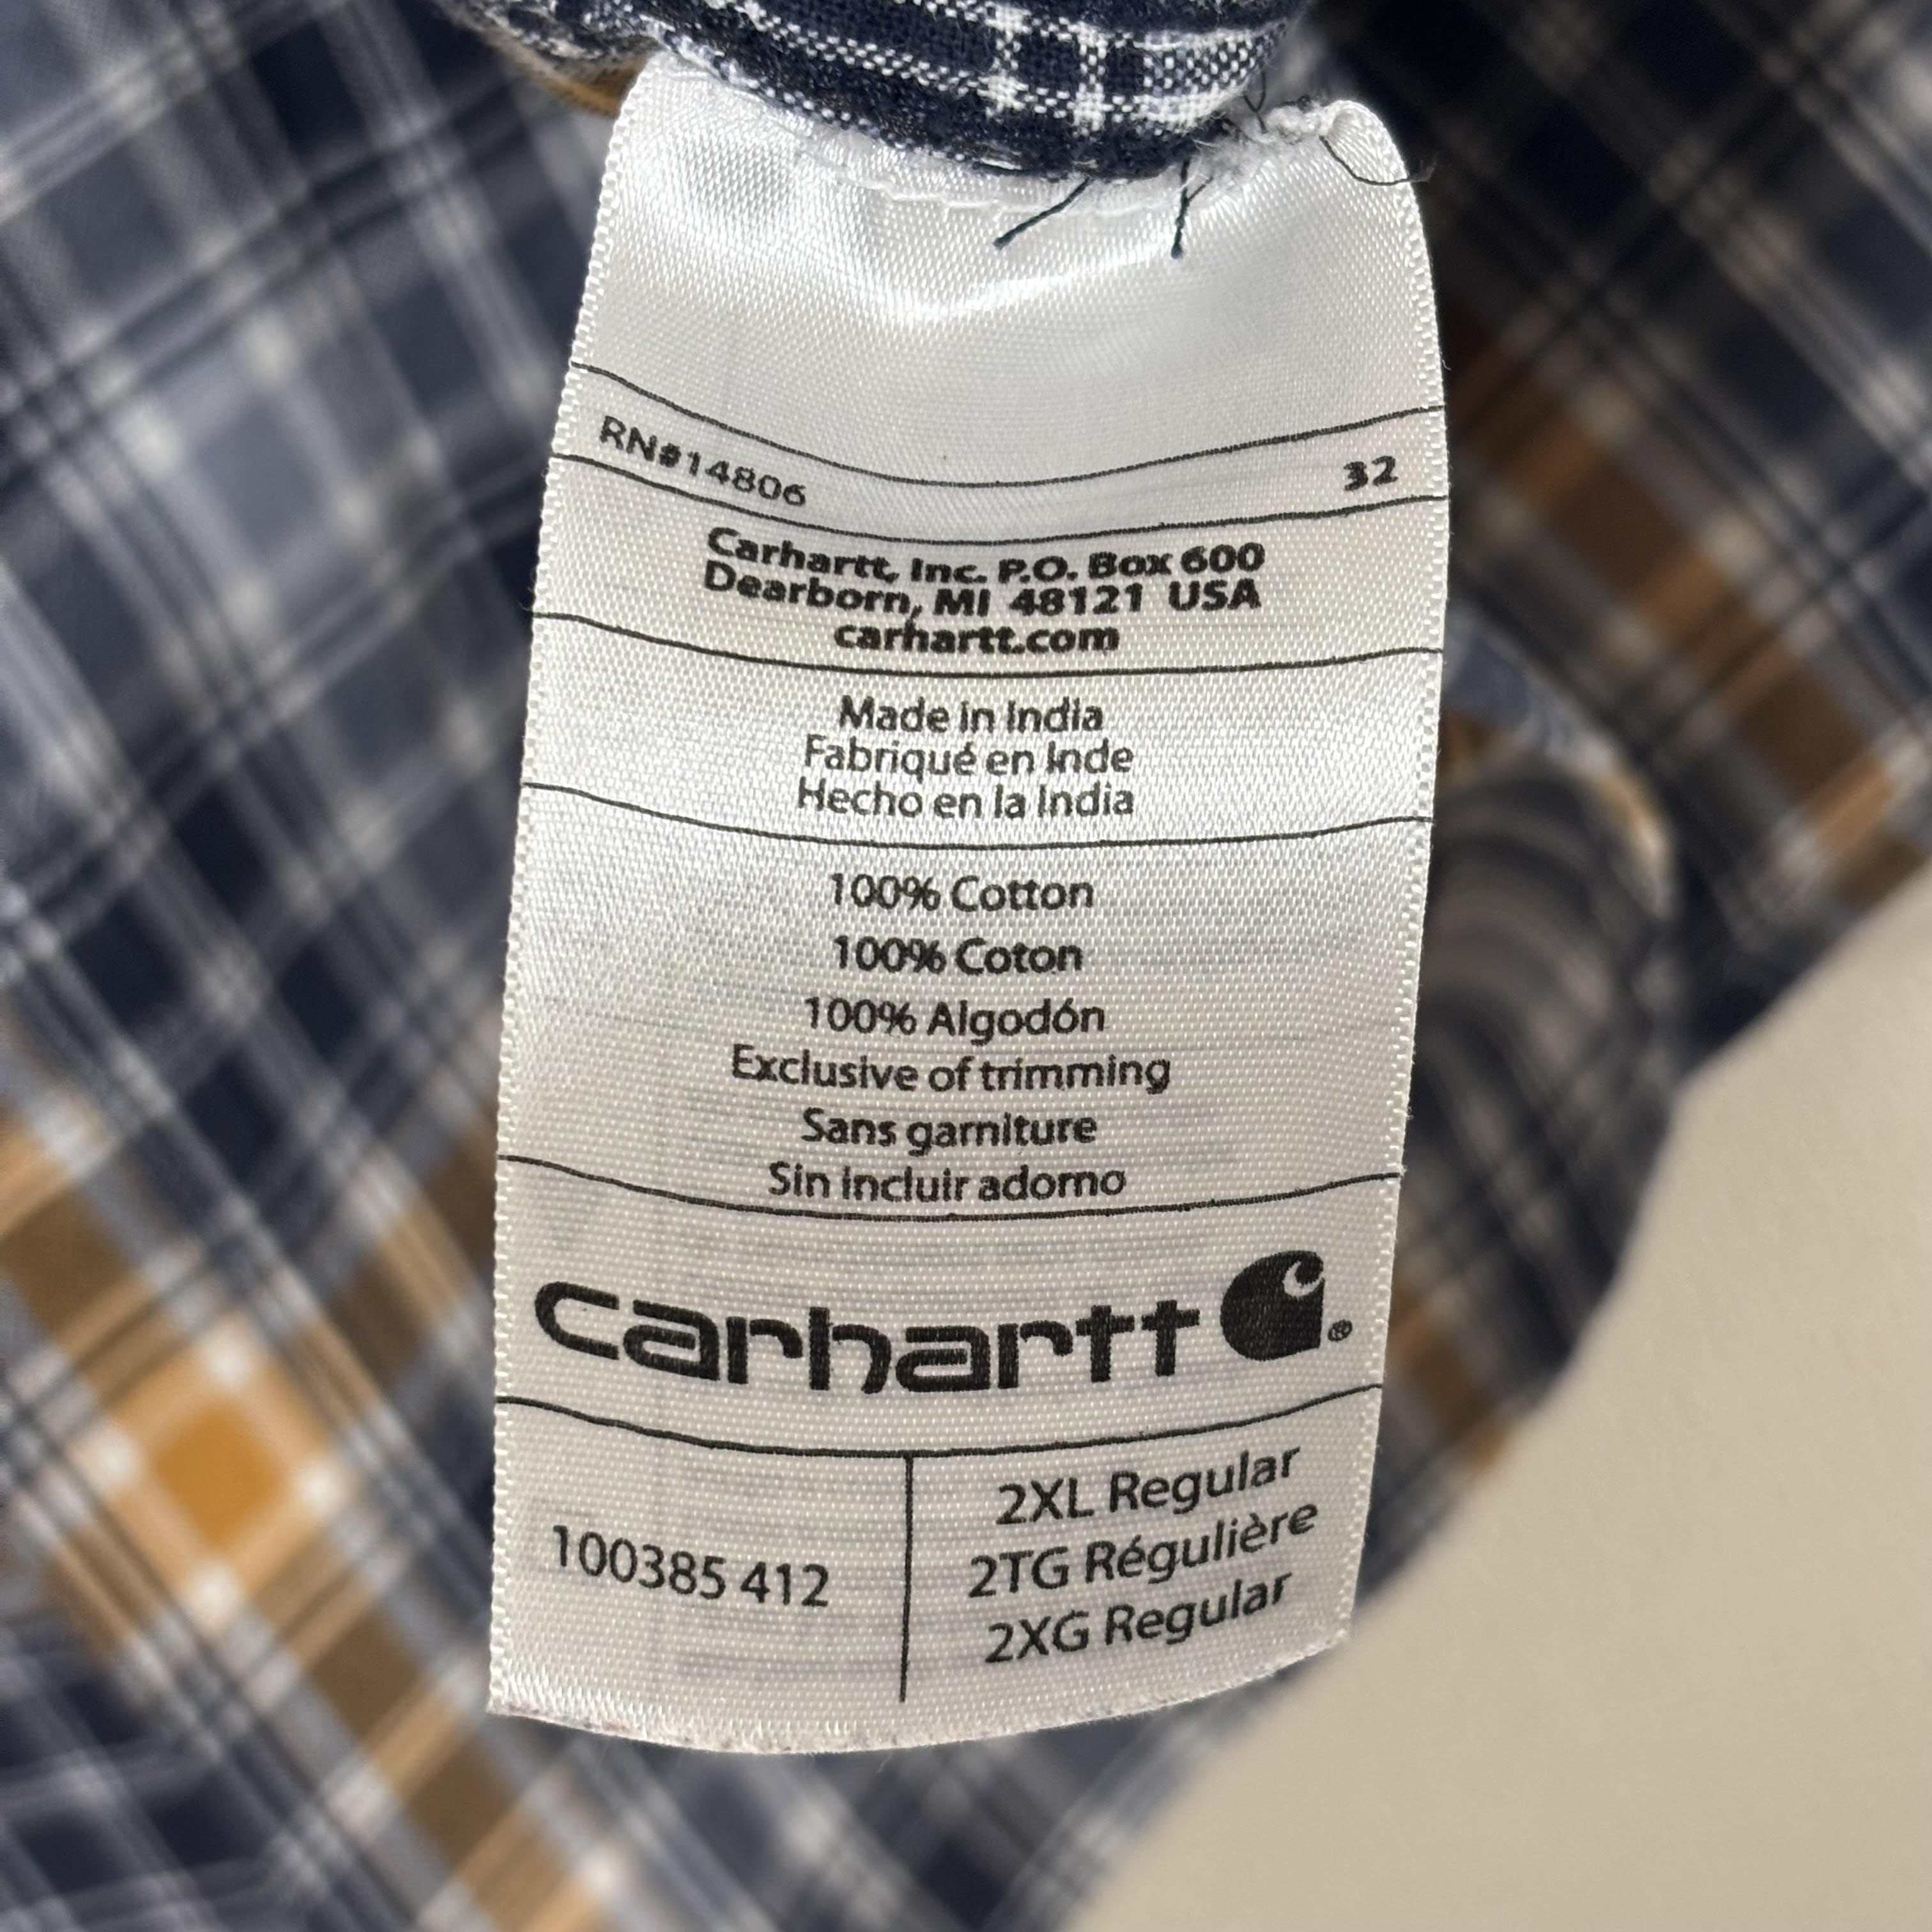 RN#14806 32
Carhartt, Inc. P.O. Box 600
Dearborn, MI 48121 USA
carhartt.com
Made in India
Fabriqué en Inde
Hecho en la India
100% Cotton
100% Coton
100% Algodón
Exclusive of trimming
Sans garniture
Sin incluir adorno
carhartt ®
100385 412
2XL Regular
2TG Régulière
2XG Regular